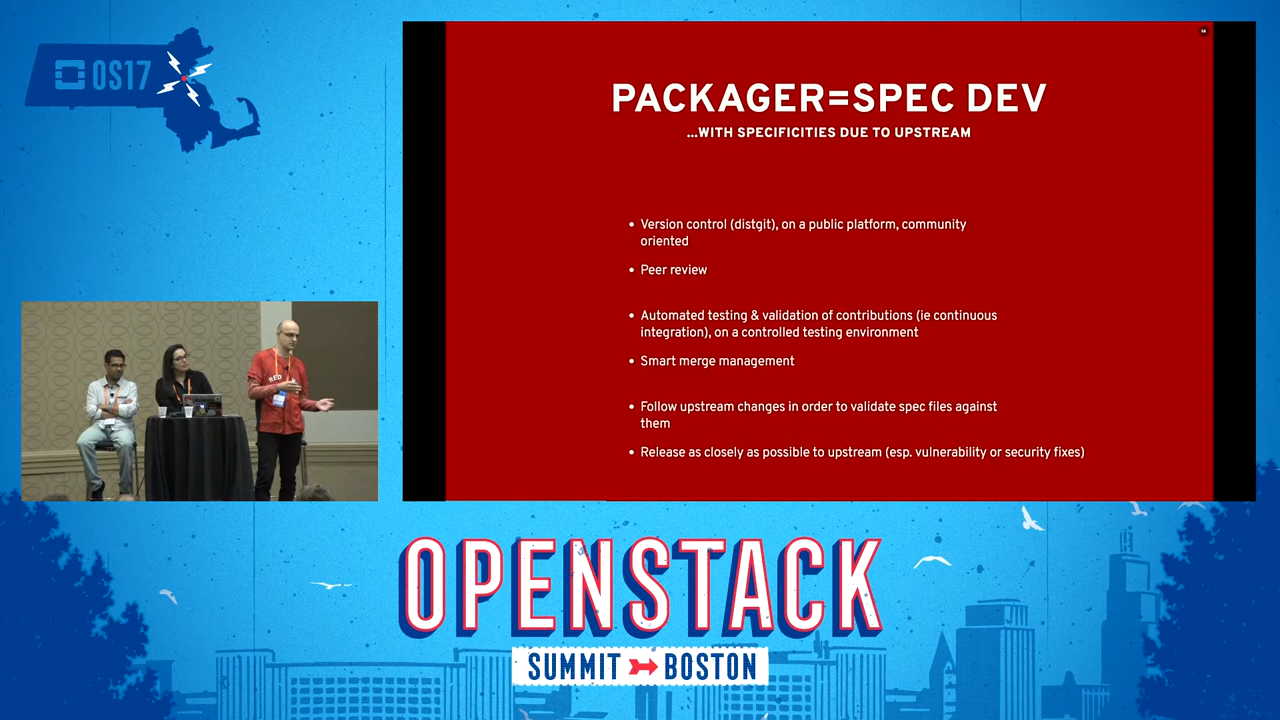 OS17
14
PACKAGER=SPEC DEV
...WITH SPECIFICITIES DUE TO UPSTREAM
• Version control (distgit), on a public platform, community
oriented
• Peer review
• Automated testing & validation of contributions (ie continuous
integration), on a controlled testing environment
• Smart merge management
• Follow upstream changes in order to validate spec files against
them
• Release as closely as possible to upstream (esp. vulnerability or security fixes)
RED
OPENSTACK
SUMMIT BOSTON